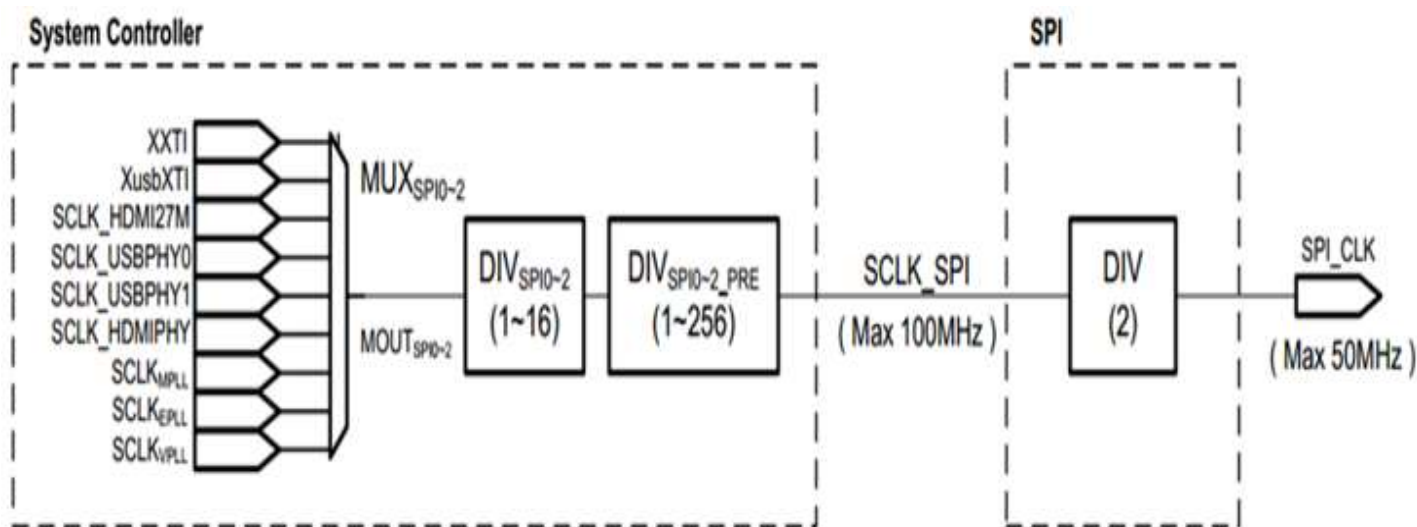 System Controller
SPI
XXTI
XusbXTI
SCLK_HDMI27M
SCLK_USBPHY0
SCLK_USBPHY1
SCLK_HDMIPHY
SCLKMPLL
SCLKEPLL
SCLKVPLL
MUXSPI0~2
MOUTSPI0~2
DIVSPI0~2
(1~16)
DIVSPI0~2_PRE
(1~256)
SCLK_SPI
( Max 100MHz )
DIV
(2)
SPI_CLK
( Max 50MHz )